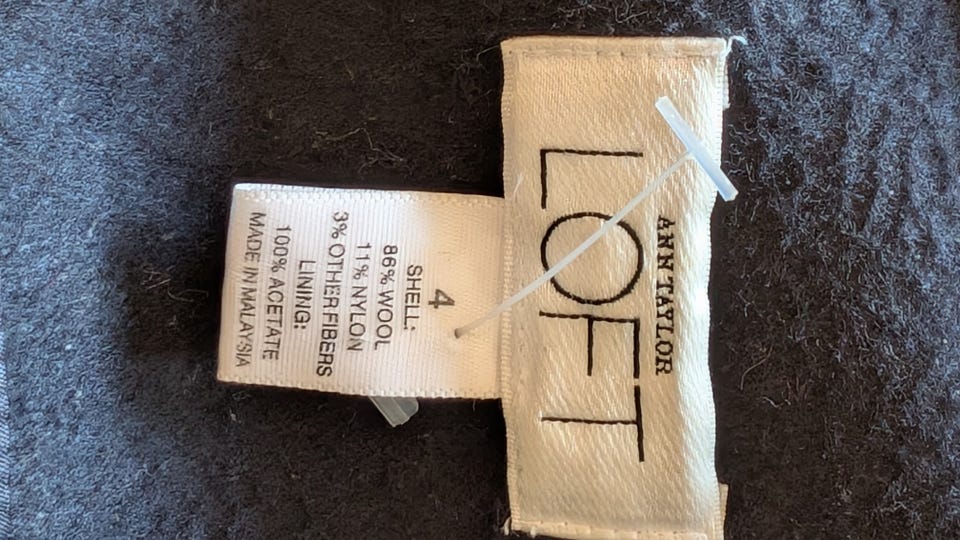 ANN TAYLOR
LOFT
4
SHELL:
86% WOOL
11% NYLON
3% OTHER FIBERS
LINING:
100% ACETATE
MADE IN MALAYSIA